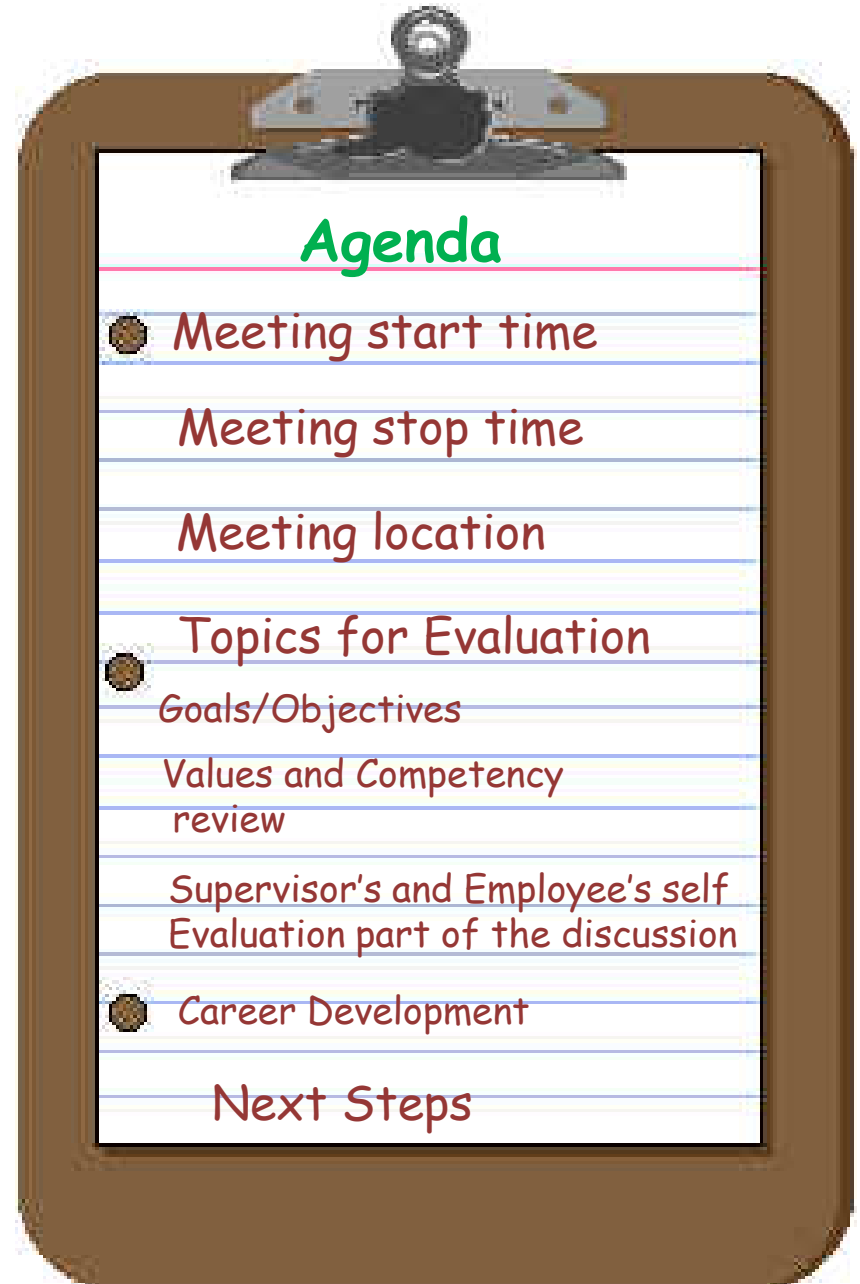 Agenda
Meeting start time
Meeting stop time
Meeting location
Topics for Evaluation
Goals/Objectives
Values and Competency
review
Supervisor’s and Employee’s self
Evaluation part of the discussion
Career Development
Next Steps